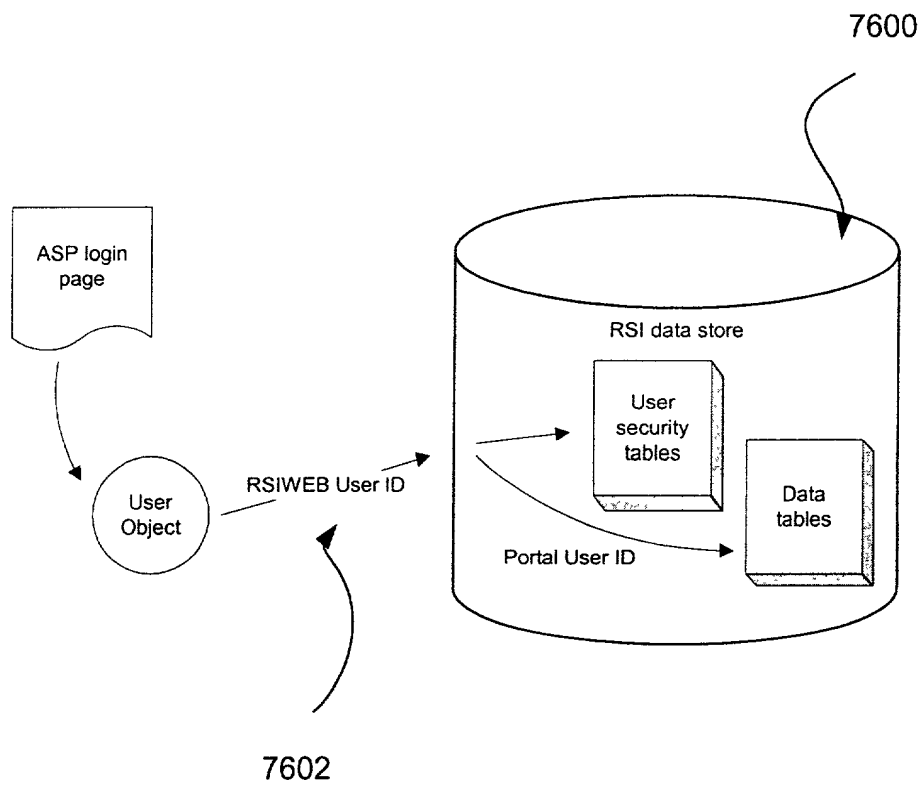 7600
ASP login
page
RSI data store
User
security
tables
Data
tables
User
Object
RSIWEB User ID
Portal User ID
7602